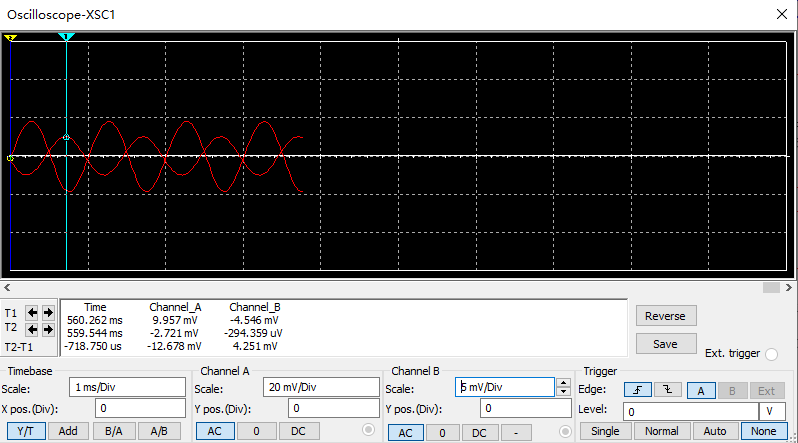 Oscilloscope-XSC1
2 1
Time Channel_A Channel_B
T1 560.262 ms 9.957 mV -4.546 mV
T2 559.544 ms -2.721 mV -294.359 uV
T2-T1 -718.750 us -12.678 mV 4.251 mV
Reverse
Save
Ext. trigger
Timebase Channel A Channel B Trigger
Scale: 1 ms/Div Scale: 20 mV/Div Scale: 5 mV/Div Edge: A B Ext
X pos.(Div): 0 Y pos.(Div): 0 Y pos.(Div): 0 Level: 0 V
Y/T Add B/A A/B AC 0 DC AC 0 DC - Single Normal Auto None